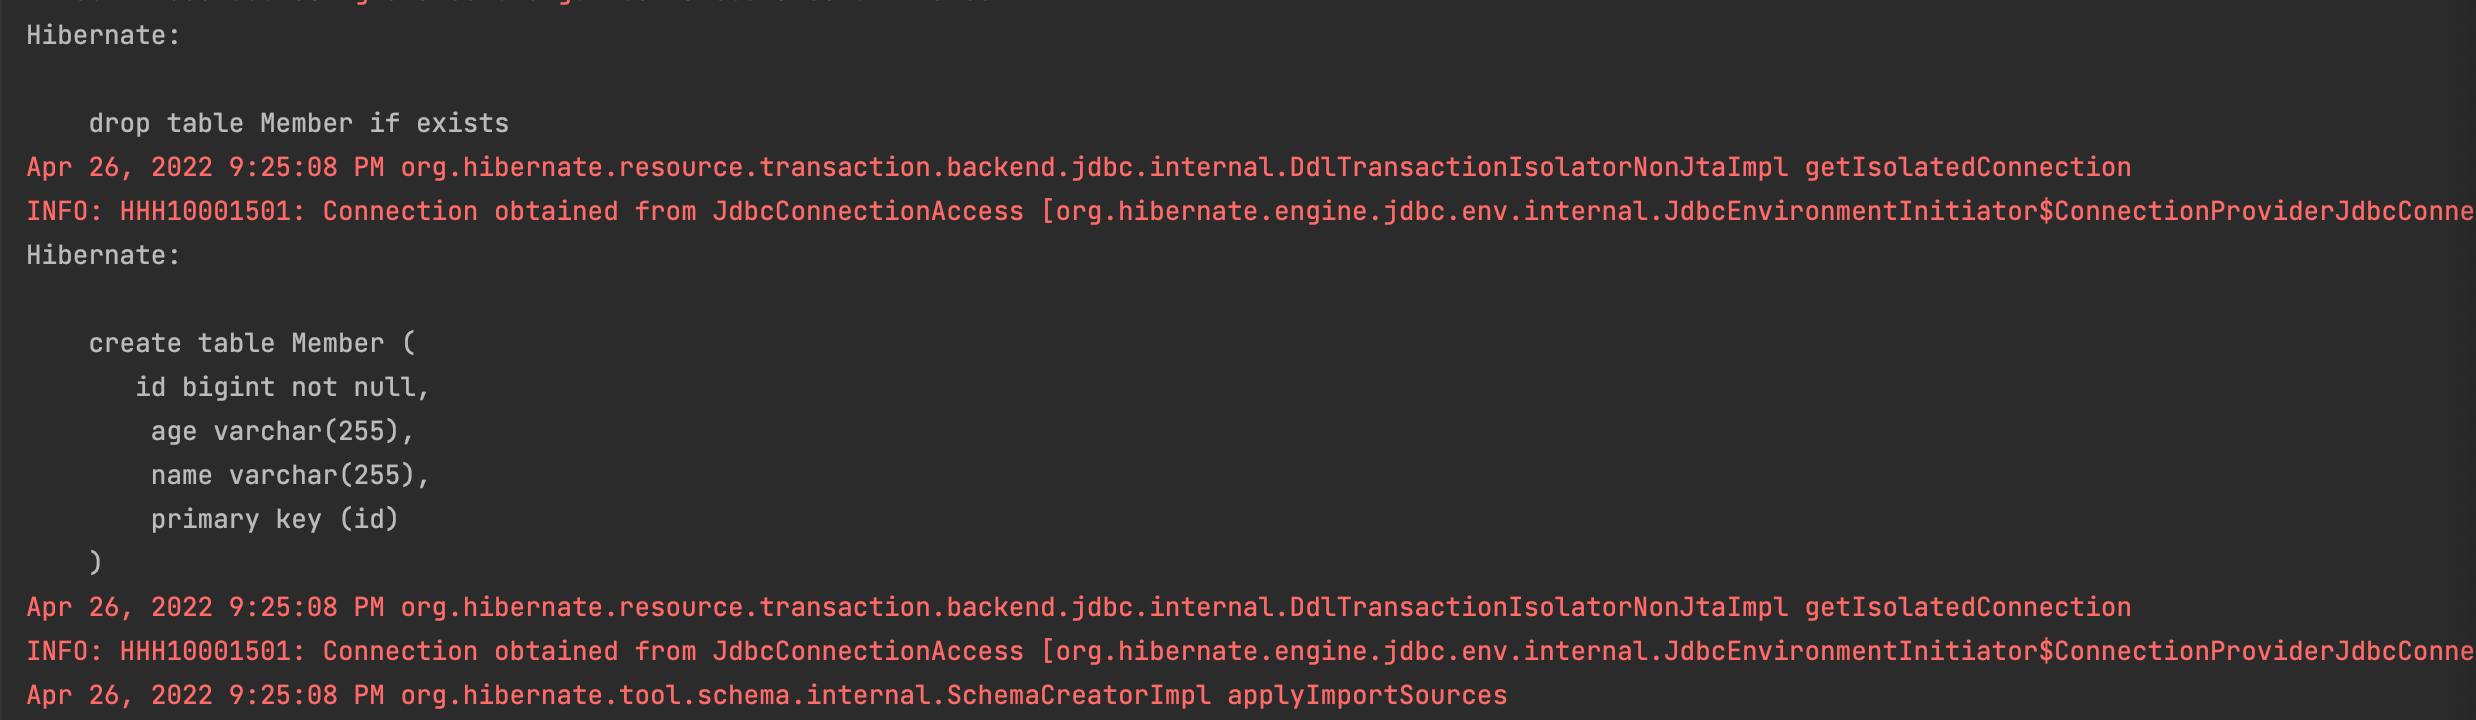 Hibernate:
drop table Member if exists
Apr 26, 2022 9:25:08 PM org.hibernate.resource.transaction.backend.jdbc.internal.DdlTransactionIsolatorNonJtaImpl getIsolatedConnection
INFO: HHH10001501: Connection obtained from JdbcConnectionAccess [org.hibernate.engine.jdbc.env.internal.JdbcEnvironmentInitiator$ConnectionProviderJdbcConne
Hibernate:
create table Member (
id bigint not null,
age varchar(255),
name varchar(255),
primary key (id)
)
Apr 26, 2022 9:25:08 PM org.hibernate.resource.transaction.backend.jdbc.internal.DdlTransactionIsolatorNonJtaImpl getIsolatedConnection
INFO: HHH10001501: Connection obtained from JdbcConnectionAccess [org.hibernate.engine.jdbc.env.internal.JdbcEnvironmentInitiator$ConnectionProviderJdbcConne
Apr 26, 2022 9:25:08 PM org.hibernate.tool.schema.internal.SchemaCreatorImpl applyImportSources